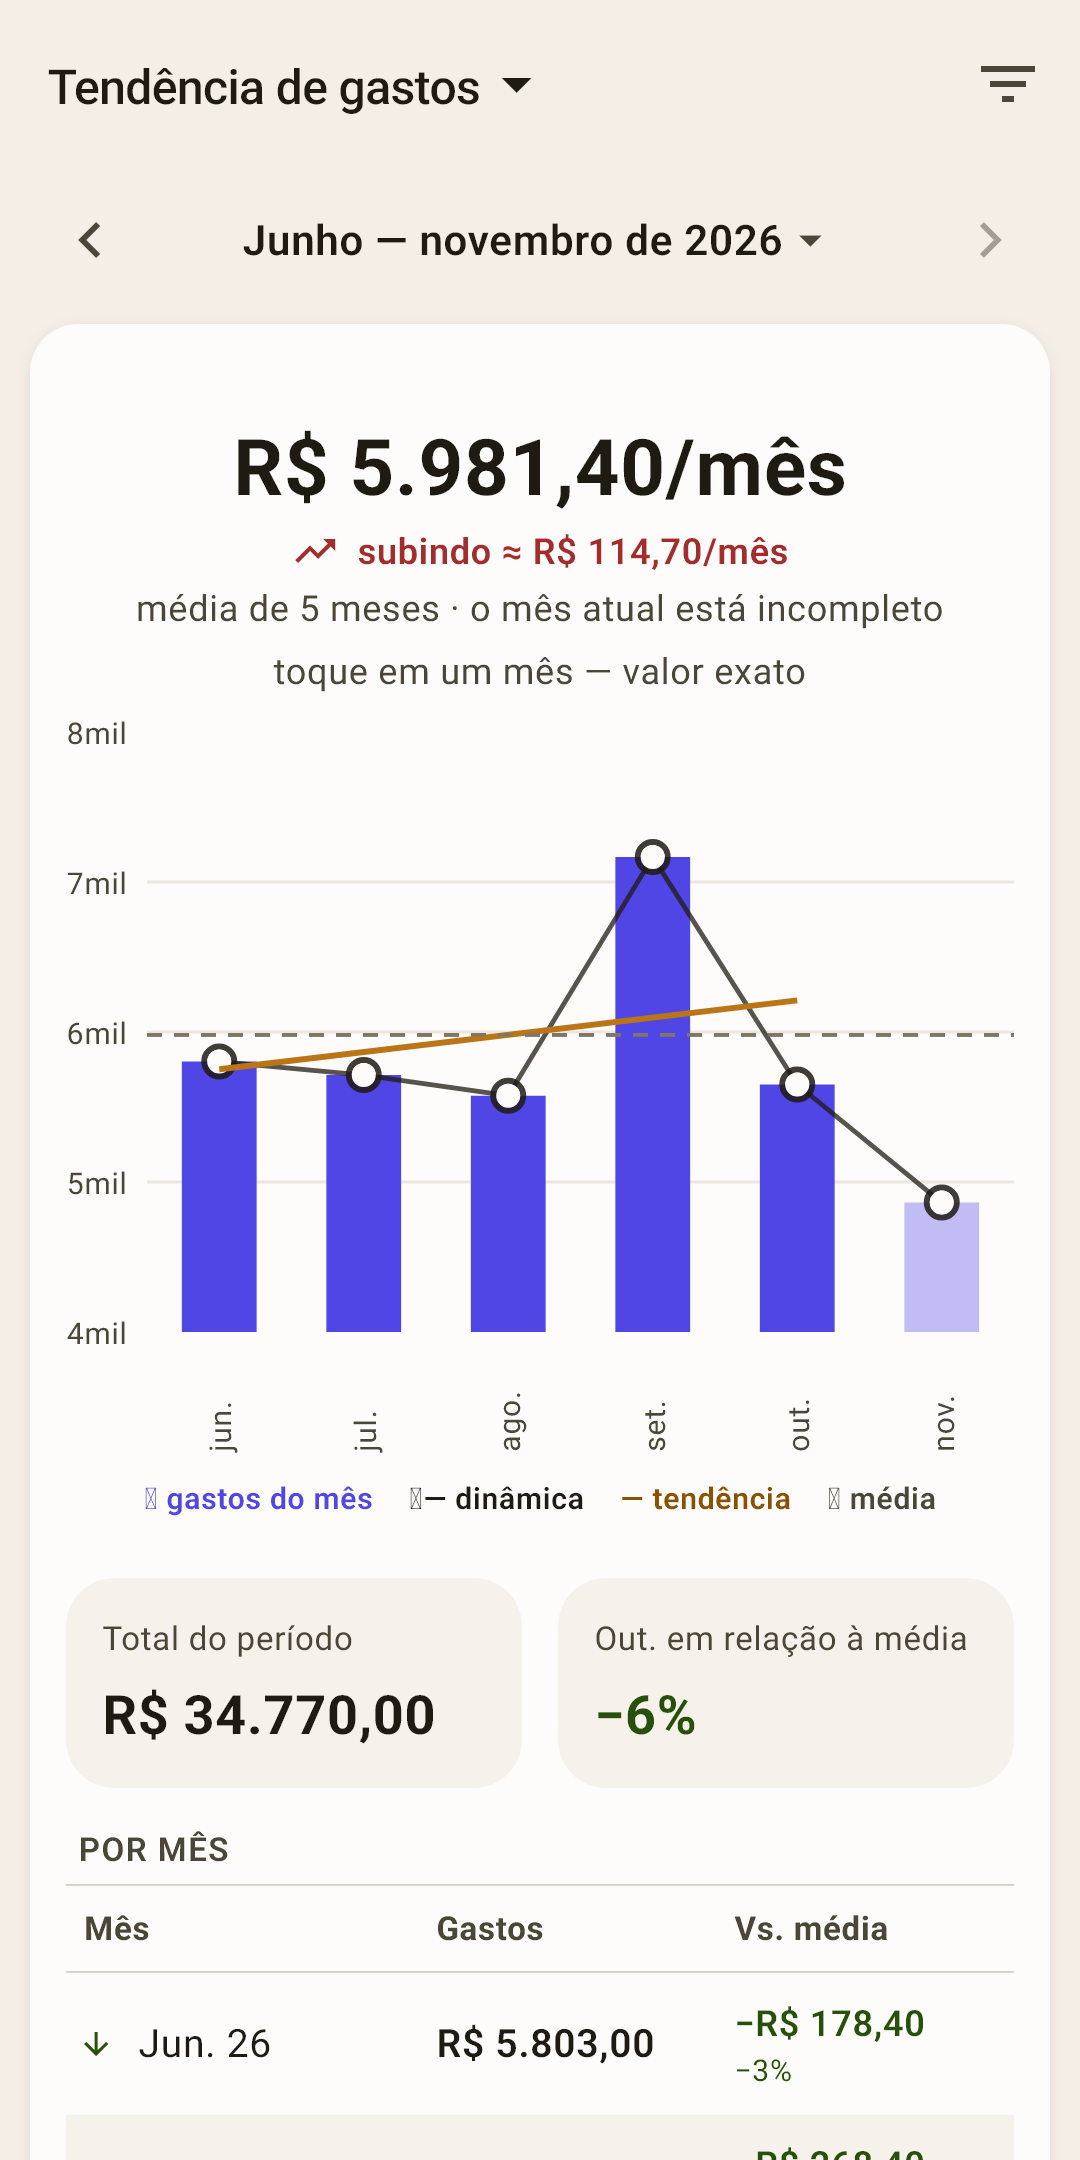 Tendência de gastos
Junho — novembro de 2026
R$ 5.981,40/mês
subindo ≈ R$ 114,70/mês
média de 5 meses · o mês atual está incompleto
toque em um mês — valor exato
8mil
7mil
6mil
5mil
4mil
jun.
jul.
ago.
set.
out.
nov.
gastos do mês
— dinâmica
— tendência
média
Total do período
R$ 34.770,00
Out. em relação à média
−6%
POR MÊS
Mês Gastos Vs. média
Jun. 26 R$ 5.803,00 −R$ 178,40
−3%